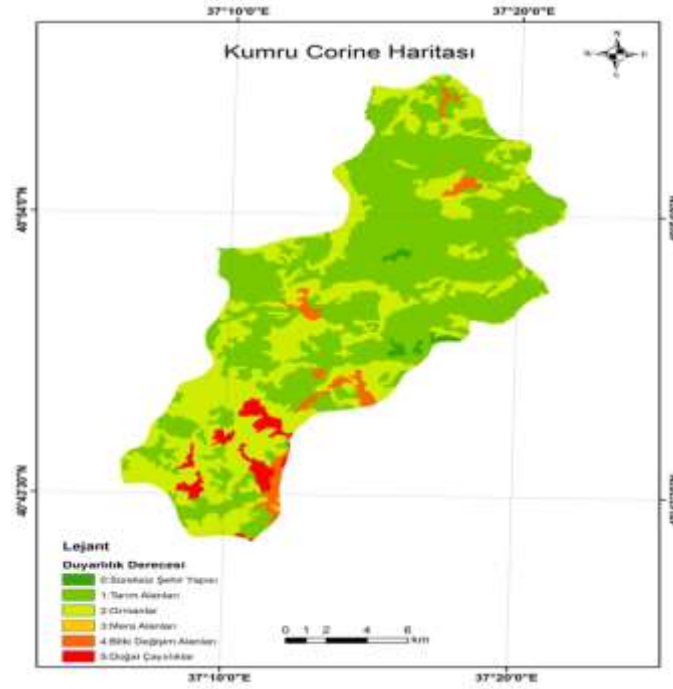 37°10'0"E 37°20'0"E
Kumru Corine Haritası
N
40°54'0"N
40°42'30"N
Lejant
Duyarlılık Derecesi
0:Süreksiz Şehir Yapısı
1:Tarım Alanları
2:Ormanlar
3:Mera Alanları
4:Bitki Değişim Alanları
5:Doğal Çayırlıklar
0 1 2 4 6
km
37°10'0"E 37°20'0"E